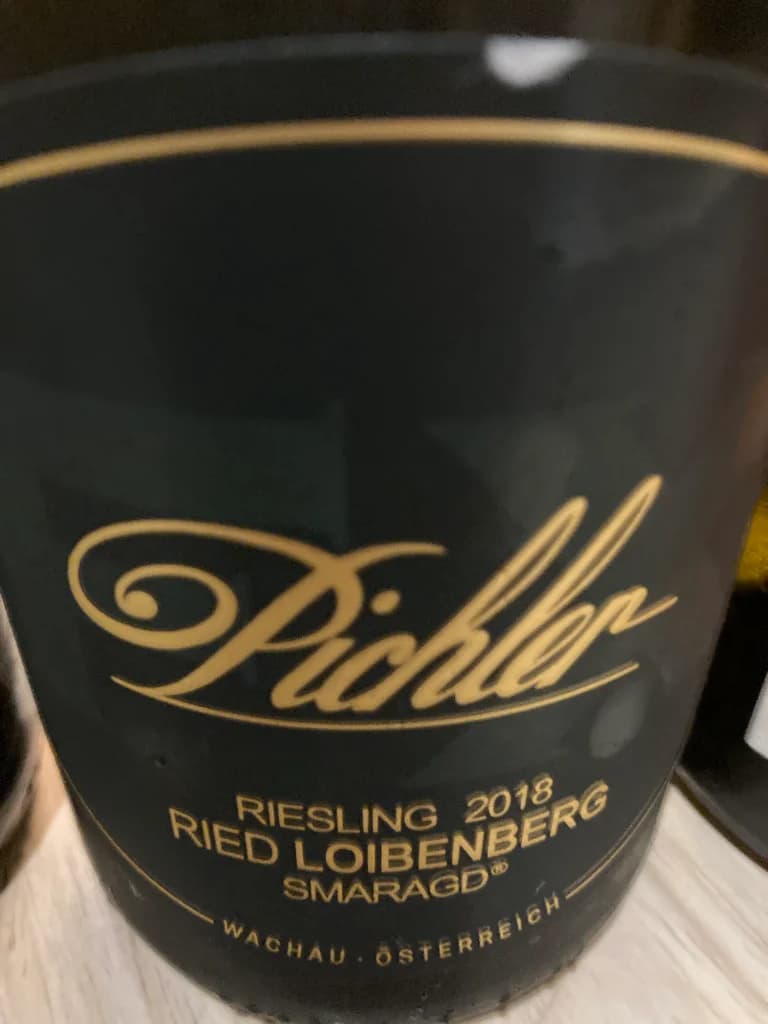 Pichler
RIESLING 2018
RIED LOIBENBERG
SMARAGD®
WACHAU · ÖSTERREICH